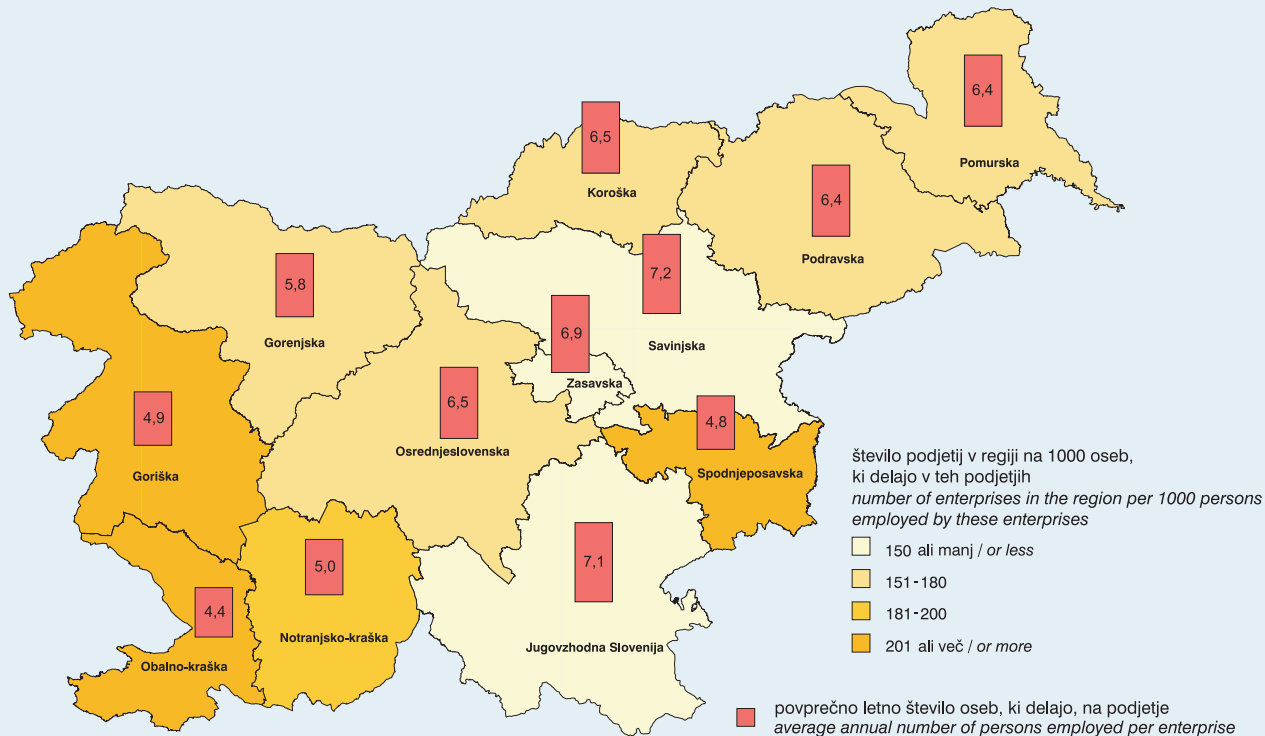 6,4
Pomurska
6,5
Koroška
6,4
Podravska
7,2
Savinjska
5,8
Gorenjska
6,9
Zasavska
6,5
Osrednjeslovenska
4,9
Goriška
4,8
Spodnjeposavska
5,0
Notranjsko-kraška
7,1
Jugovzhodna Slovenija
4,4
Obalno-kraška
število podjetij v regiji na 1000 oseb,
ki delajo v teh podjetjih
number of enterprises in the region per 1000 persons
employed by these enterprises
150 ali manj / or less
151-180
181-200
201 ali več / or more
povprečno letno število oseb, ki delajo, na podjetje
average annual number of persons employed per enterprise